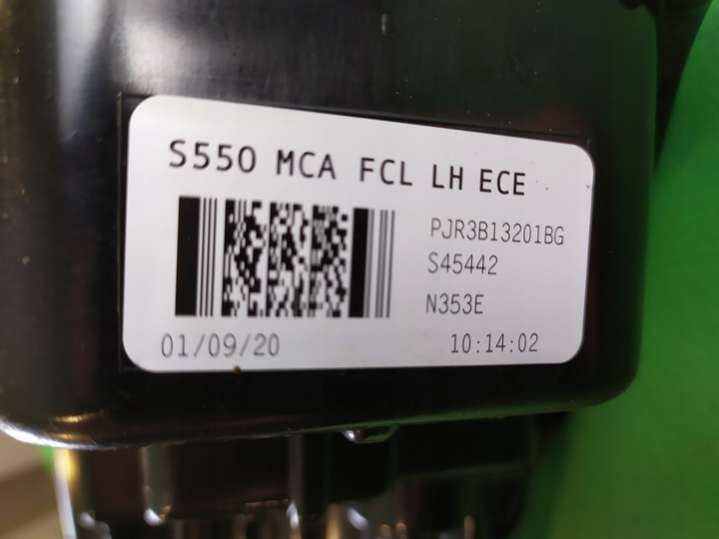 S550 MCA FCL LH ECE
PJR3B13201BG
S45442
N353E
01/09/20 10:14:02